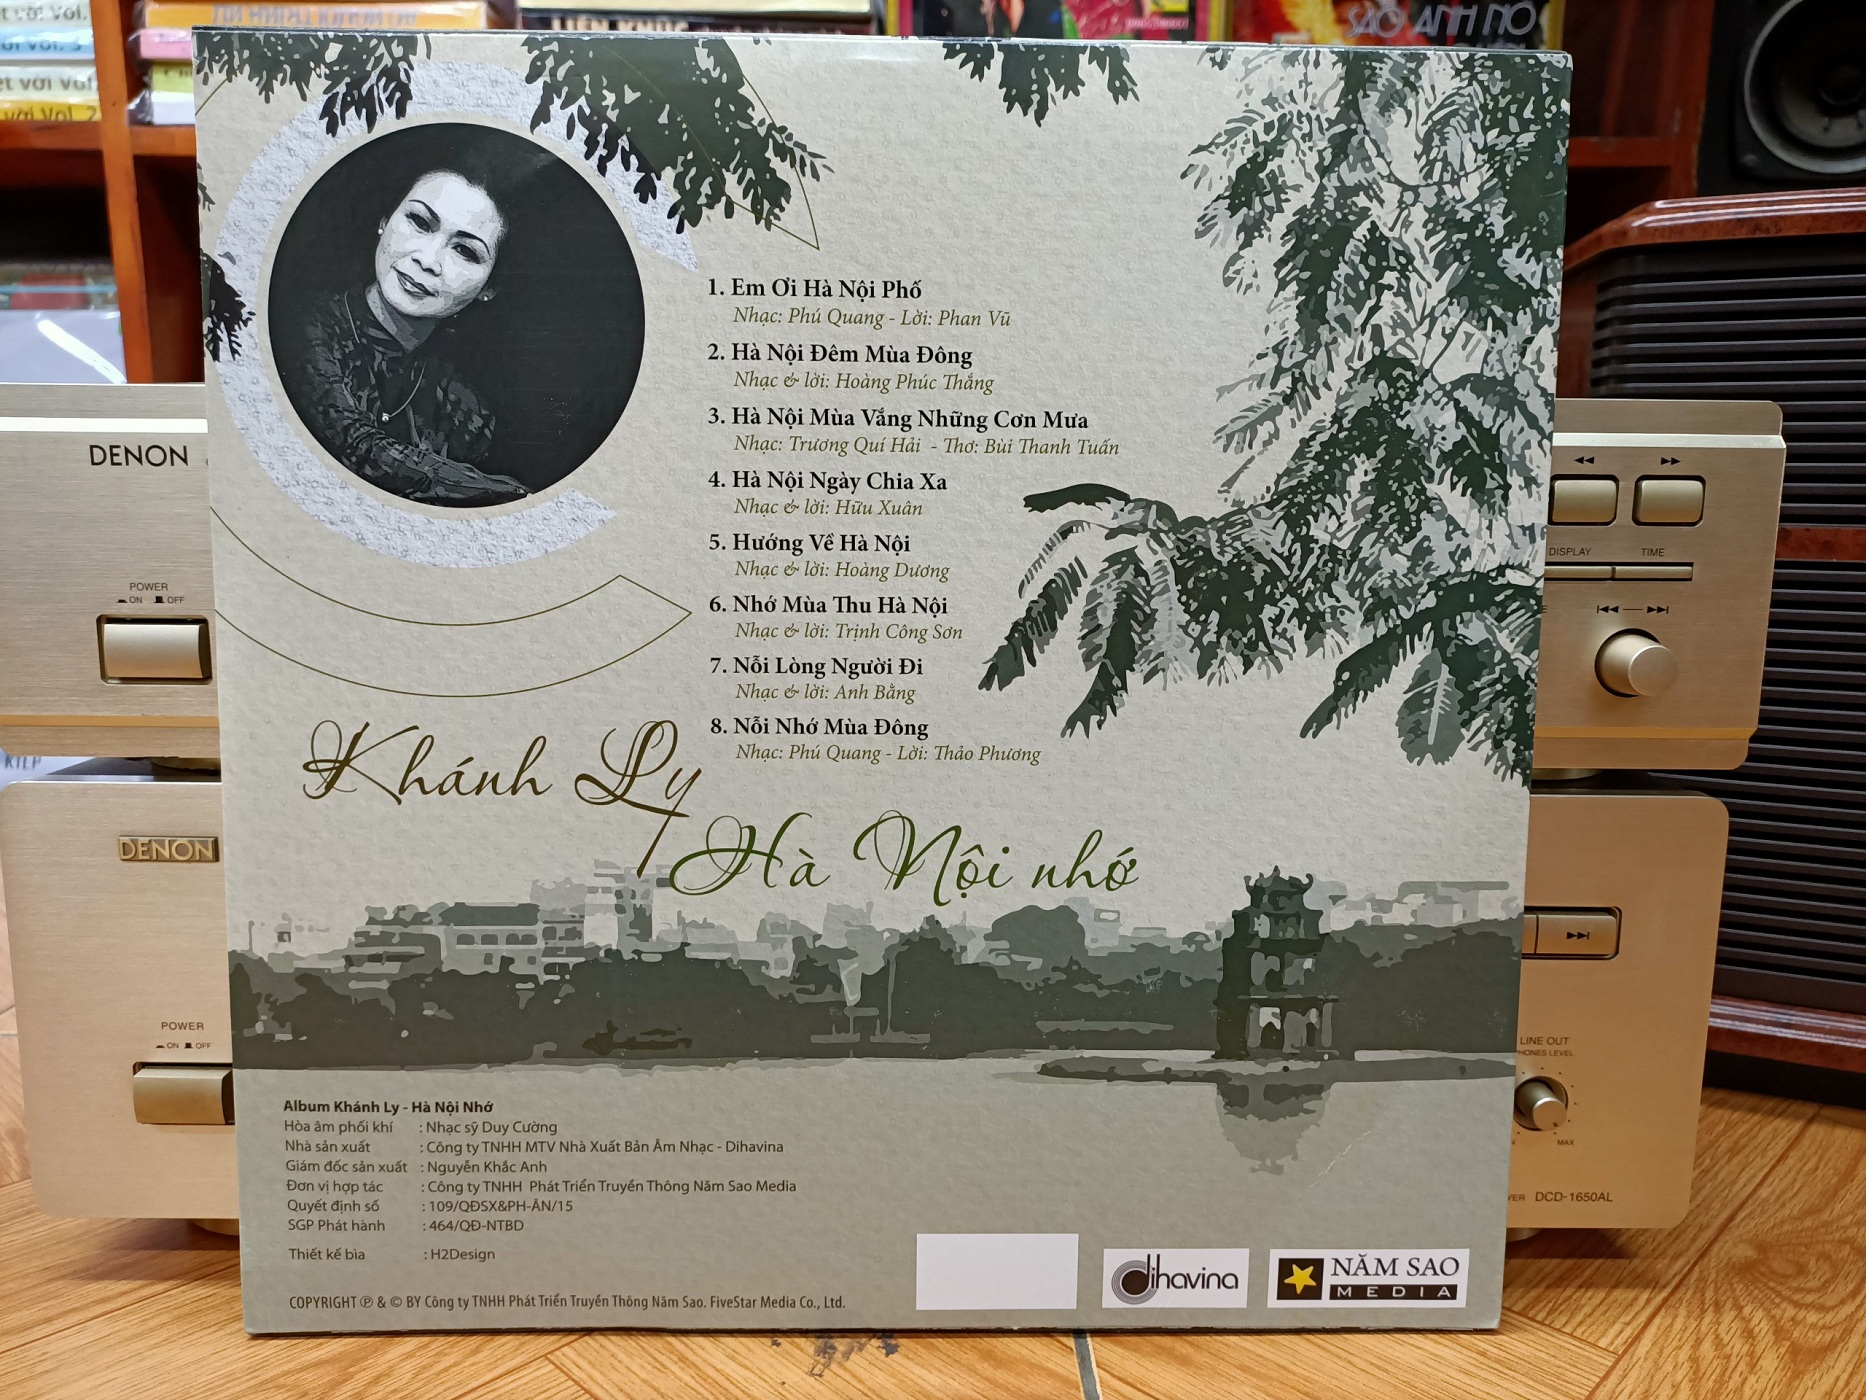 SAO ANH NỠ
DENON
POWER
ON OFF
DENON
POWER
ON OFF
1. Em Ơi Hà Nội Phố
Nhạc: Phú Quang - Lời: Phan Vũ
2. Hà Nội Đêm Mùa Đông
Nhạc & lời: Hoàng Phúc Thắng
3. Hà Nội Mùa Vắng Những Cơn Mưa
Nhạc: Trương Quí Hải - Thơ: Bùi Thanh Tuấn
4. Hà Nội Ngày Chia Xa
Nhạc & lời: Hữu Xuân
5. Hướng Về Hà Nội
Nhạc & lời: Hoàng Dương
6. Nhớ Mùa Thu Hà Nội
Nhạc & lời: Trịnh Công Sơn
7. Nỗi Lòng Người Đi
Nhạc & lời: Anh Bằng
8. Nỗi Nhớ Mùa Đông
Nhạc: Phú Quang - Lời: Thảo Phương
Khánh Ly
Hà Nội nhớ
Album Khánh Ly - Hà Nội Nhớ
Hòa âm phối khí : Nhạc sỹ Duy Cường
Nhà sản xuất : Công ty TNHH MTV Nhà Xuất Bản Âm Nhạc - Dihavina
Giám đốc sản xuất : Nguyễn Khắc Anh
Đơn vị hợp tác : Công ty TNHH Phát Triển Truyền Thông Năm Sao Media
Quyết định số : 109/QĐSX&PH-ÂN/15
SGP Phát hành : 464/QĐ-NTBD
Thiết kế bìa : H2Design
COPYRIGHT ℗ & © BY Công ty TNHH Phát Triển Truyền Thông Năm Sao. FiveStar Media Co., Ltd.
dihavina
NĂM SAO
MEDIA
DISPLAY TIME
LINE OUT
PHONES LEVEL
MAX
DCD-1650AL